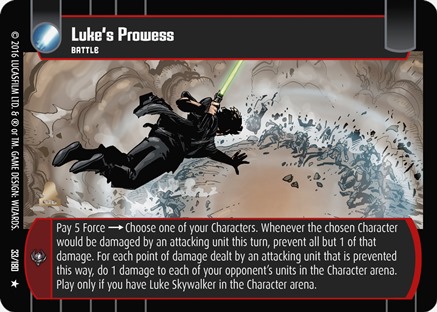 Luke's Prowess
BATTLE
© 2016 LUCASFILM LTD. & ® or TM. GAME DESIGN: WIZARDS.
33/180
Pay 5 Force → Choose one of your Characters. Whenever the chosen Character
would be damaged by an attacking unit this turn, prevent all but 1 of that
damage. For each point of damage dealt by an attacking unit that is prevented
this way, do 1 damage to each of your opponent's units in the Character arena.
Play only if you have Luke Skywalker in the Character arena.